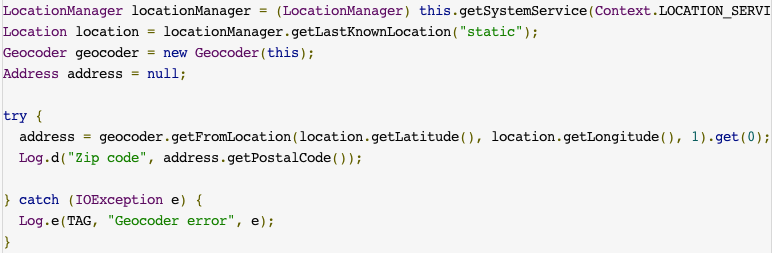 LocationManager locationManager = (LocationManager) this.getSystemService(Context.LOCATION_SERVI
Location location = locationManager.getLastKnownLocation("static");
Geocoder geocoder = new Geocoder(this);
Address address = null;
try {
  address = geocoder.getFromLocation(location.getLatitude(), location.getLongitude(), 1).get(0);
  Log.d("Zip code", address.getPostalCode());
} catch (IOException e) {
  Log.e(TAG, "Geocoder error", e);
}